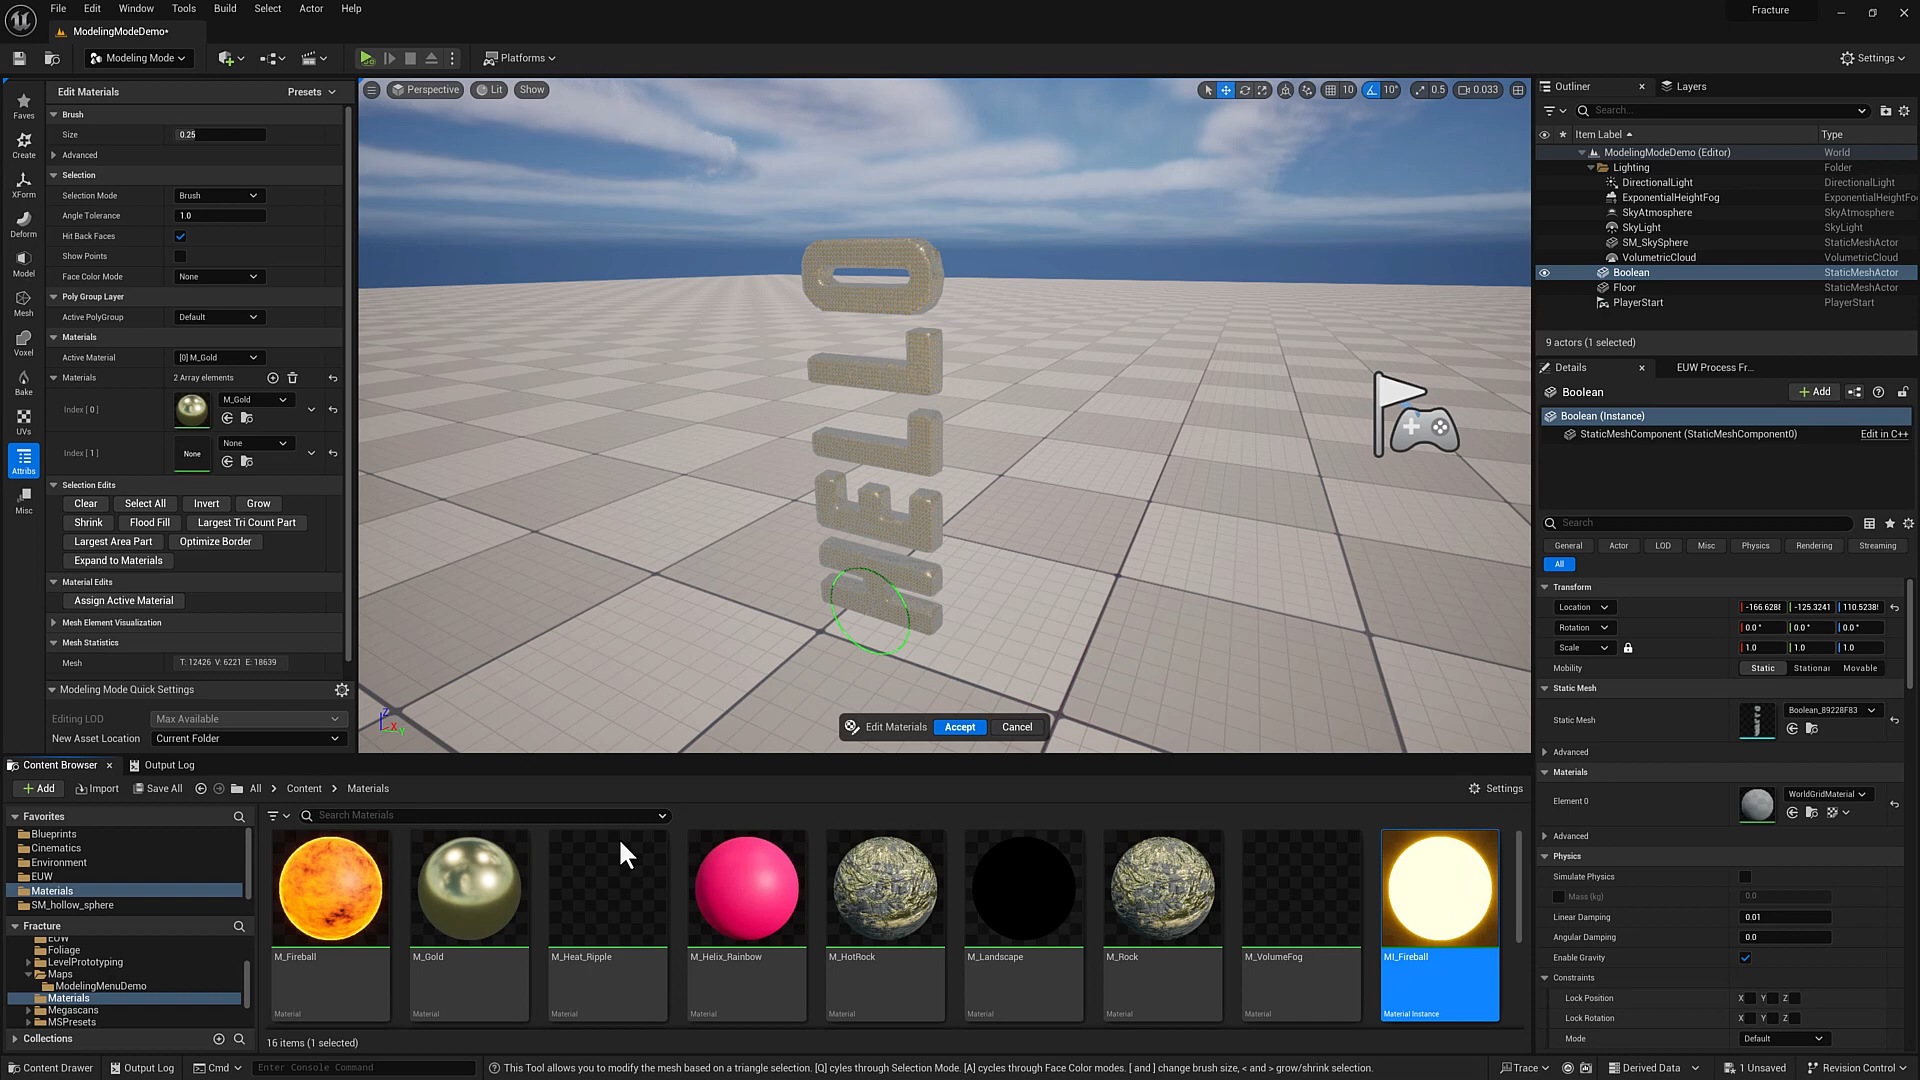 File Edit Window Tools Build Select Actor Help
Fracture
ModelingModeDemo*
Modeling Mode
Platforms
Settings
Faves
Create
XForm
Deform
Model
Mesh
Voxel
Bake
UVs
Attribs
Misc
Edit Materials Presets
Brush
Size 0.25
Advanced
Selection
Selection Mode Brush
Angle Tolerance 1.0
Hit Back Faces
Show Points
Face Color Mode None
Poly Group Layer
Active PolyGroup Default
Materials
Active Material [0] M_Gold
Materials 2 Array elements
Index [ 0 ] M_Gold
Index [ 1 ] None None
Selection Edits
Clear Select All Invert Grow
Shrink Flood Fill Largest Tri Count Part
Largest Area Part Optimize Border
Expand to Materials
Material Edits
Assign Active Material
Mesh Element Visualization
Mesh Statistics
Mesh T: 12426 V: 6221 E: 18639
Modeling Mode Quick Settings
Editing LOD Max Available
New Asset Location Current Folder
Perspective Lit Show
10 10° 0.5 0.033
HELLO
Z X Y
Edit Materials Accept Cancel
Outliner Layers
Search...
Item Label Type
ModelingModeDemo (Editor) World
Lighting Folder
DirectionalLight DirectionalLight
ExponentialHeightFog ExponentialHeightFo
SkyAtmosphere SkyAtmosphere
SkyLight SkyLight
SM_SkySphere StaticMeshActor
VolumetricCloud VolumetricCloud
Boolean StaticMeshActor
Floor StaticMeshActor
PlayerStart PlayerStart
9 actors (1 selected)
Details EUW Process Fr...
Boolean Add
Boolean (Instance)
StaticMeshComponent (StaticMeshComponent0) Edit in C++
Search
General Actor LOD Misc Physics Rendering Streaming
All
Transform
Location -166.6288 -125.3241 110.5238
Rotation 0.0° 0.0° 0.0°
Scale 1.0 1.0 1.0
Mobility Static Stationar Movable
Static Mesh
Static Mesh Boolean_89228F83
Advanced
Materials
Element 0 WorldGridMaterial
Advanced
Physics
Simulate Physics
Mass (kg) 0.0
Linear Damping 0.01
Angular Damping 0.0
Enable Gravity
Constraints
Lock Position X Y Z
Lock Rotation X Y Z
Mode Default
Content Browser Output Log
Add Import Save All All Content Materials Settings
Favorites
Blueprints
Cinematics
Environment
EUW
Materials
SM_hollow_sphere
Fracture
EUW
Foliage
LevelPrototyping
Maps
ModelingMenuDemo
Materials
Megascans
MSPresets
Collections
Search Materials
M_Fireball M_Gold M_Heat_Ripple M_Helix_Rainbow M_HotRock M_Landscape M_Rock M_VolumeFog MI_Fireball
Material Material Material Material Material Material Material Material Material Instance
16 items (1 selected)
Content Drawer Output Log Cmd Enter Console Command
This Tool allows you to modify the mesh based on a triangle selection. [Q] cyles through Selection Mode. [A] cycles through Face Color modes. [ and ] change brush size, < and > grow/shrink selection.
Trace Derived Data 1 Unsaved Revision Control